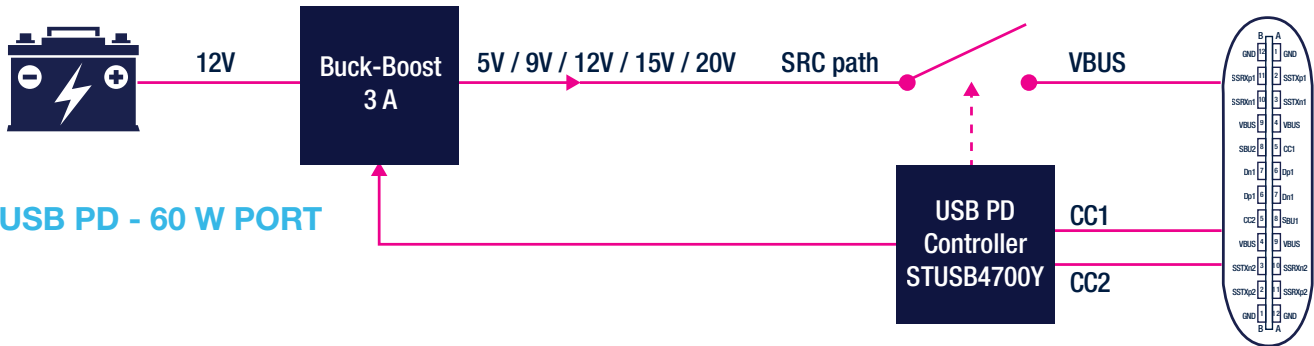 12V
Buck-Boost
3 A
5V / 9V / 12V / 15V / 20V
SRC path
VBUS
USB PD - 60 W PORT
USB PD
Controller
STUSB4700Y
CC1
CC2
B A
GND 12 1 GND
SSRXp1 11 2 SSTXp1
SSRXn1 10 3 SSTXn1
VBUS 9 4 VBUS
SBU2 8 5 CC1
Dn1 7 6 Dp1
Dp1 6 7 Dn1
CC2 5 8 SBU1
VBUS 4 9 VBUS
SSTXn2 3 10 SSRXn2
SSTXp2 2 11 SSRXp2
GND 1 12 GND
B A